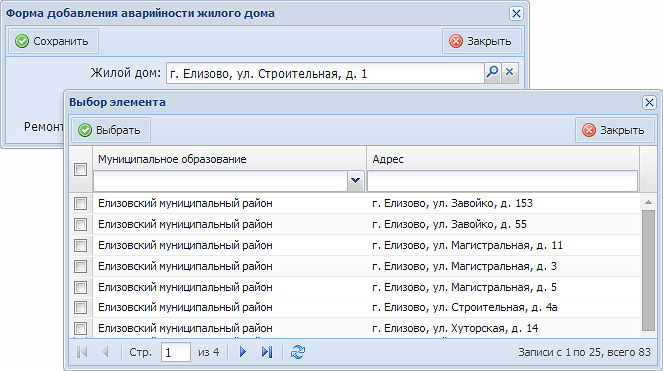 Форма добавления аварийности жилого дома
Сохранить Закрыть
Жилой дом: г. Елизово, ул. Строительная, д. 1
Выбор элемента
Ремонт
Выбрать Закрыть
Муниципальное образование Адрес
Елизовский муниципальный район г. Елизово, ул. Завойко, д. 153
Елизовский муниципальный район г. Елизово, ул. Завойко, д. 55
Елизовский муниципальный район г. Елизово, ул. Магистральная, д. 11
Елизовский муниципальный район г. Елизово, ул. Магистральная, д. 3
Елизовский муниципальный район г. Елизово, ул. Магистральная, д. 5
Елизовский муниципальный район г. Елизово, ул. Строительная, д. 4а
Елизовский муниципальный район г. Елизово, ул. Хуторская, д. 14
Стр. 1 из 4 Записи с 1 по 25, всего 83